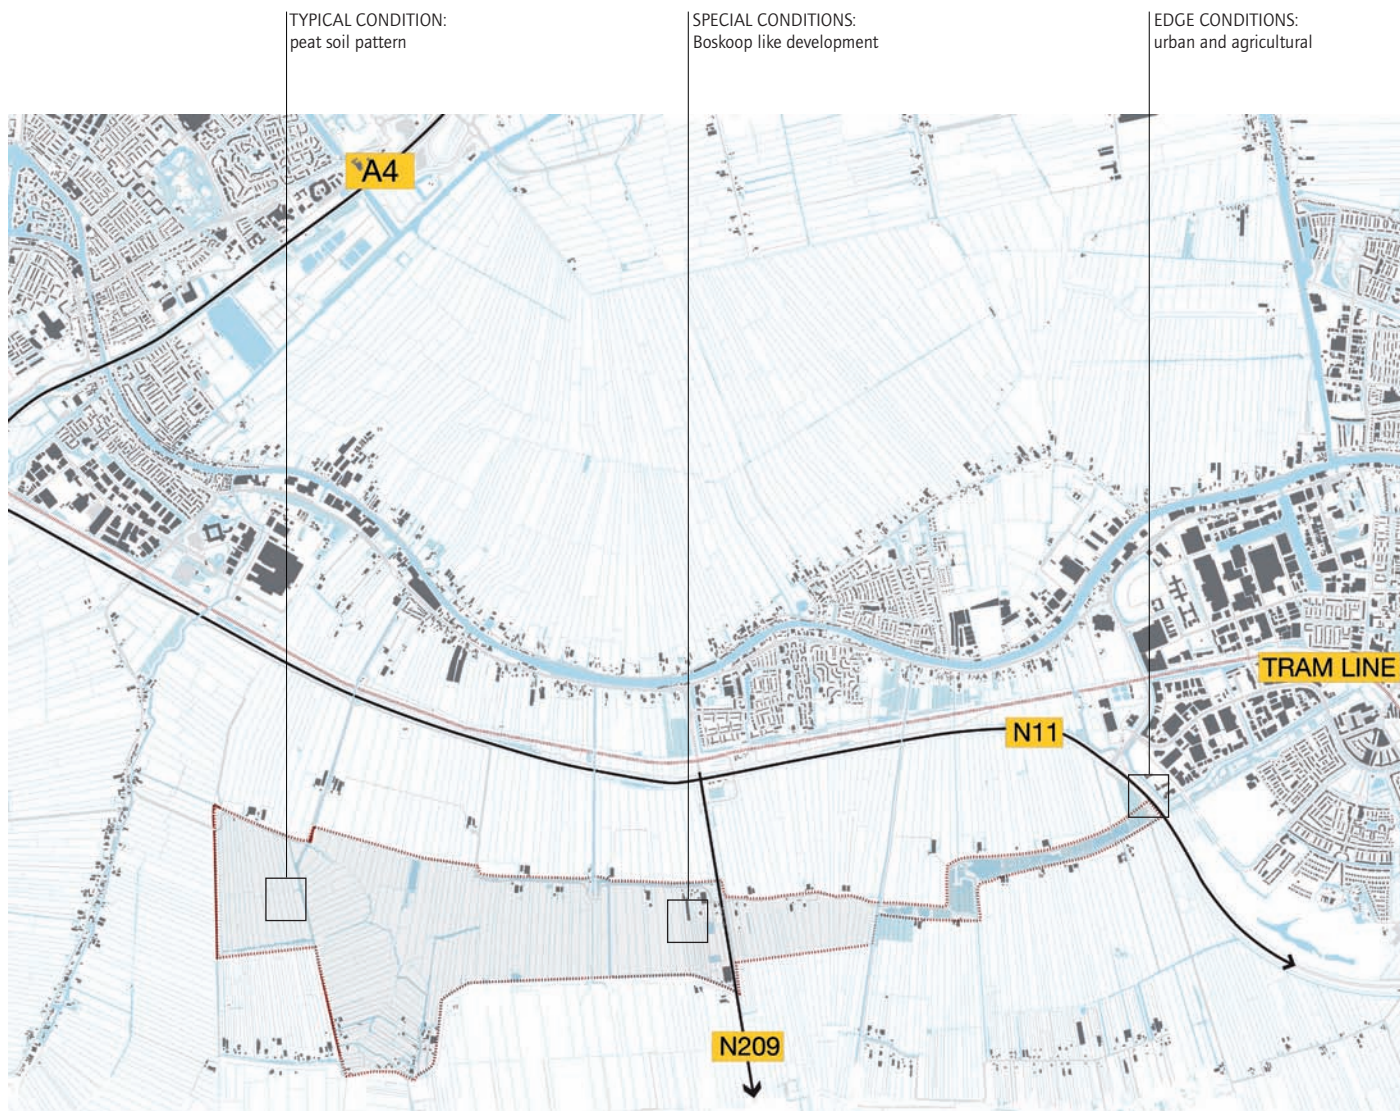 TYPICAL CONDITION:
peat soil pattern
SPECIAL CONDITIONS:
Boskoop like development
EDGE CONDITIONS:
urban and agricultural
A4
TRAM LINE
N11
N209